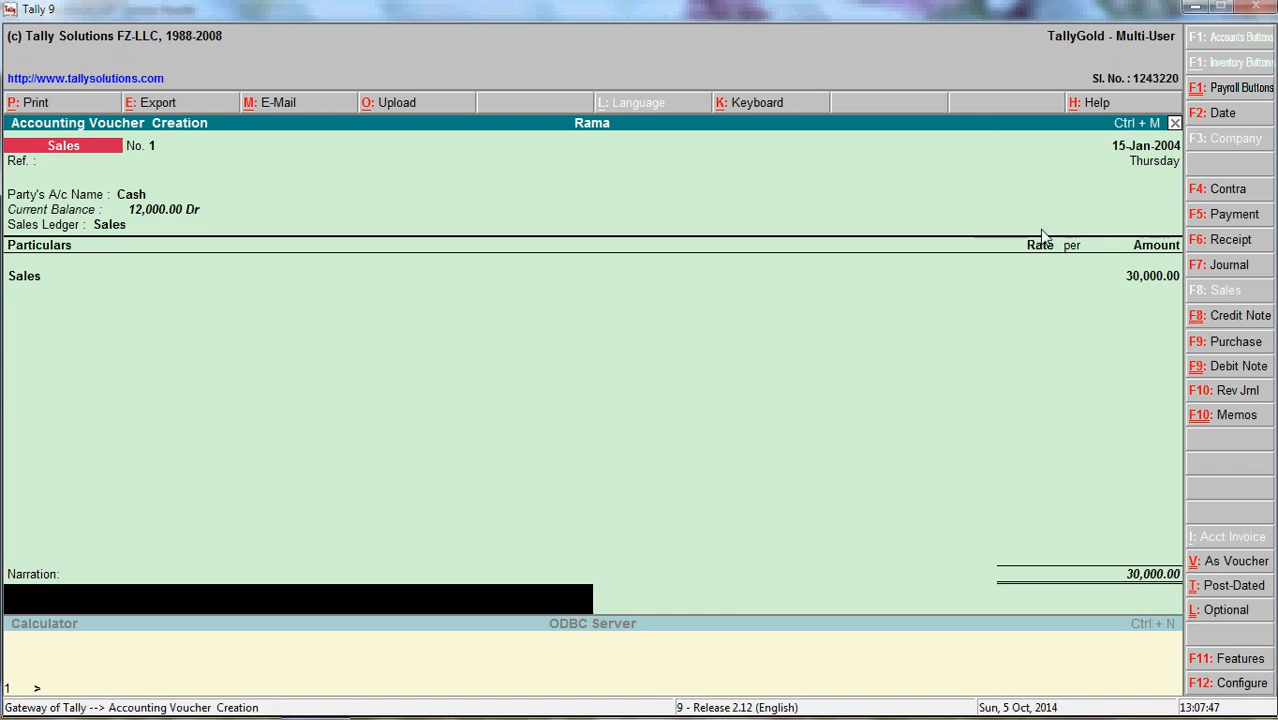 Tally 9
(c) Tally Solutions FZ-LLC, 1988-2008
TallyGold - Multi-User
http://www.tallysolutions.com
Sl. No. : 1243220
P: Print
E: Export
M: E-Mail
O: Upload
L: Language
K: Keyboard
H: Help
Accounting Voucher Creation
Rama
Ctrl + M
Sales No. 1
15-Jan-2004
Ref. :
Thursday
Party's A/c Name : Cash
Current Balance : 12,000.00 Dr
Sales Ledger : Sales
Particulars Rate per Amount
Sales 30,000.00
Narration: 30,000.00
Calculator ODBC Server Ctrl + N
1 >
Gateway of Tally --> Accounting Voucher Creation
9 - Release 2.12 (English)
Sun, 5 Oct, 2014
13:07:47
F1: Accounts Buttons
F1: Inventory Buttons
F1: Payroll Buttons
F2: Date
F3: Company
F4: Contra
F5: Payment
F6: Receipt
F7: Journal
F8: Sales
F8: Credit Note
F9: Purchase
F9: Debit Note
F10: Rev Jrnl
F10: Memos
I: Acct Invoice
V: As Voucher
T: Post-Dated
L: Optional
F11: Features
F12: Configure